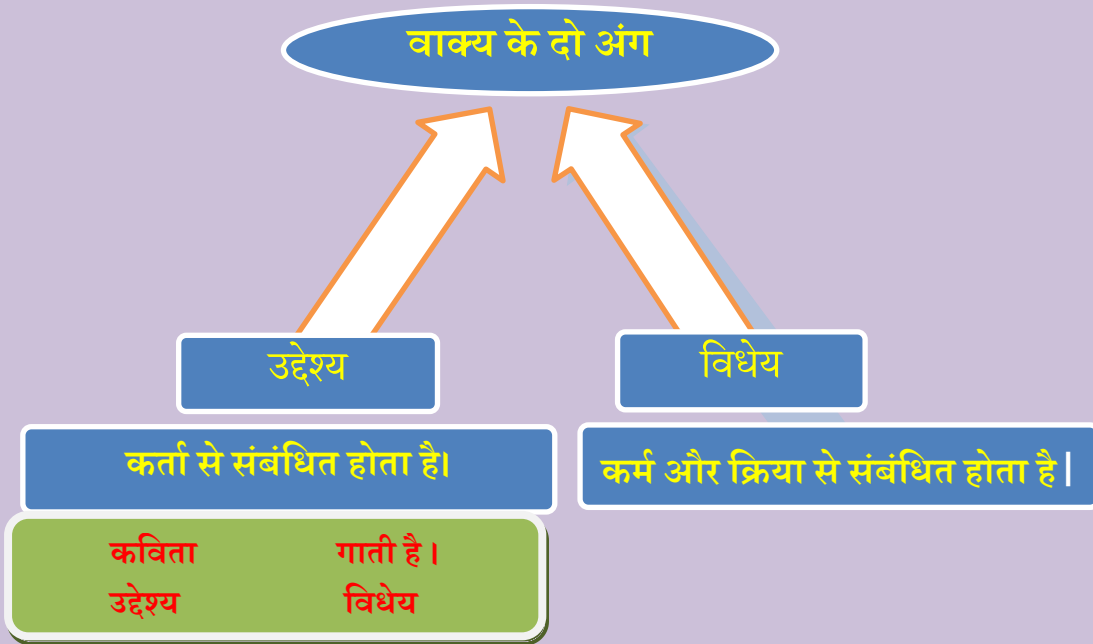 वाक्य के दो अंग
उद्देश्य
विधेय
कर्ता से संबंधित होता है।
कर्म और क्रिया से संबंधित होता है|
कविता गाती है।
उद्देश्य विधेय